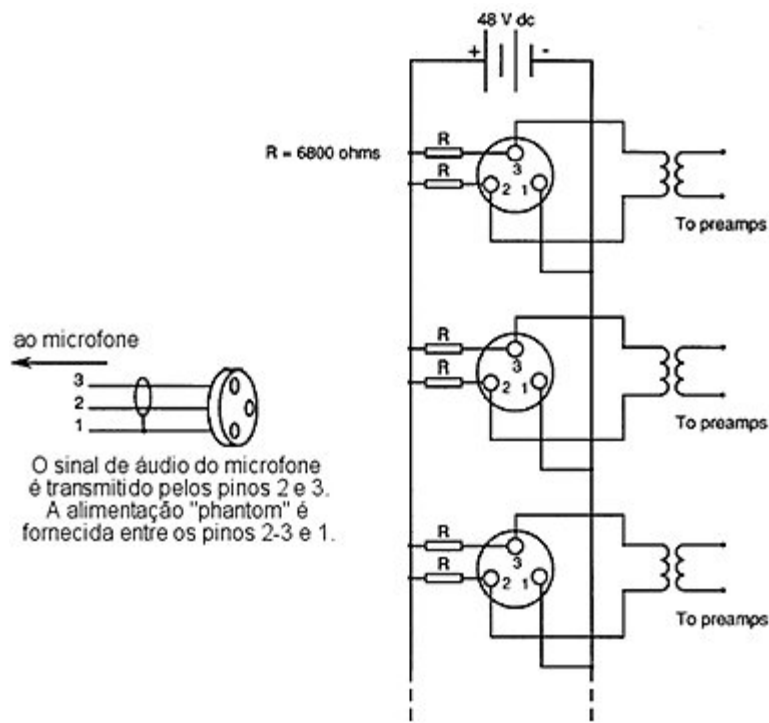 48 V dc
+ -
R = 6800 ohms
R
R
3
2 1
To preamps
R
R
3
2 1
To preamps
R
R
3
2 1
To preamps
ao microfone
3
2
1
O sinal de áudio do microfone
é transmitido pelos pinos 2 e 3.
A alimentação "phantom" é
fornecida entre os pinos 2-3 e 1.